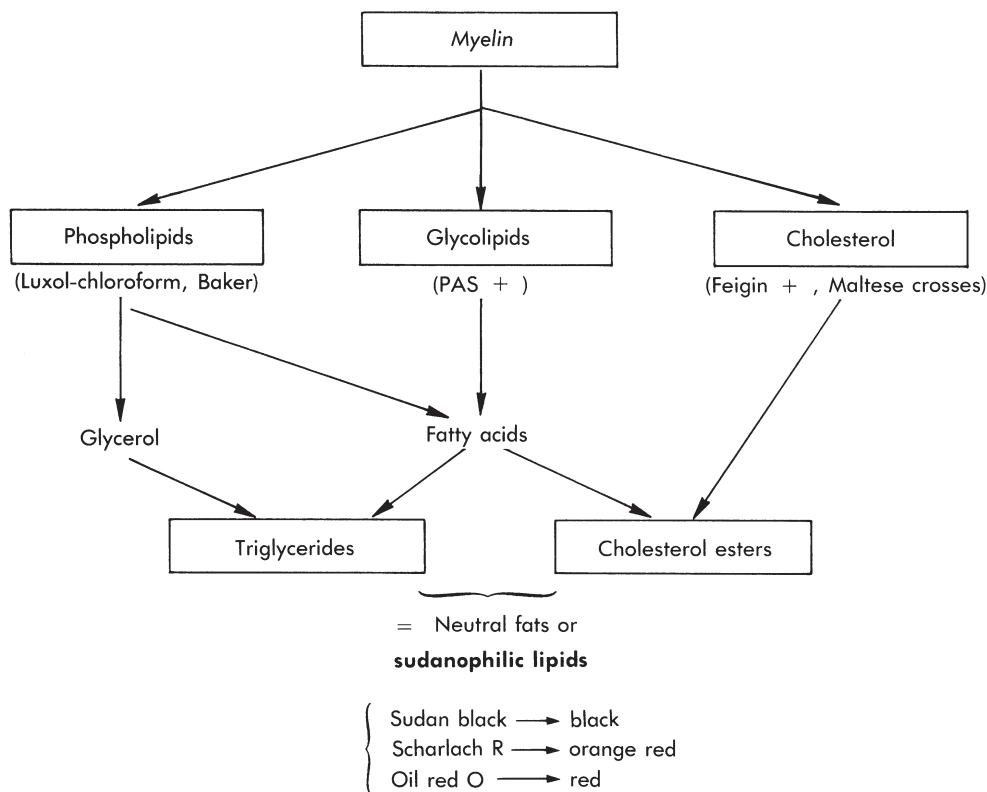 Myelin
Phospholipids
Glycolipids
Cholesterol
(Luxol-chloroform, Baker)
(PAS + )
(Feigin + , Maltese crosses)
Glycerol
Fatty acids
Triglycerides
Cholesterol esters
= Neutral fats or
sudanophilic lipids
Sudan black → black
Scharlach R → orange red
Oil red O → red